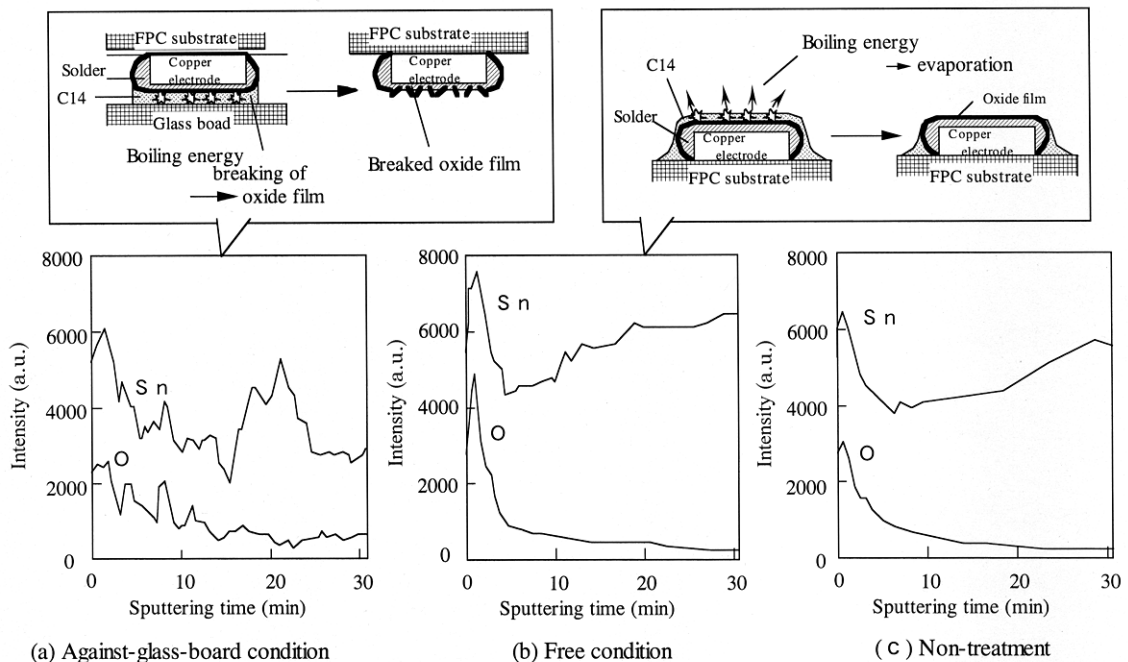 FPC substrate
Copper
electrode
Solder
C14
Glass boad
Boiling energy
breaking of
oxide film
FPC substrate
Copper
electrode
Breaked oxide film
Boiling energy
evaporation
C14
Solder
Copper
electrode
FPC substrate
Oxide film
Copper
electrode
FPC substrate
8000
6000
4000
2000
0
Intensity (a.u.)
Sn
O
0 10 20 30
Sputtering time (min)
(a) Against-glass-board condition
8000
6000
4000
2000
0
Intensity (a.u.)
Sn
O
0 10 20 30
Sputtering time (min)
(b) Free condition
8000
6000
4000
2000
0
Intensity (a.u.)
Sn
O
0 10 20 30
Sputtering time (min)
(C) Non-treatment